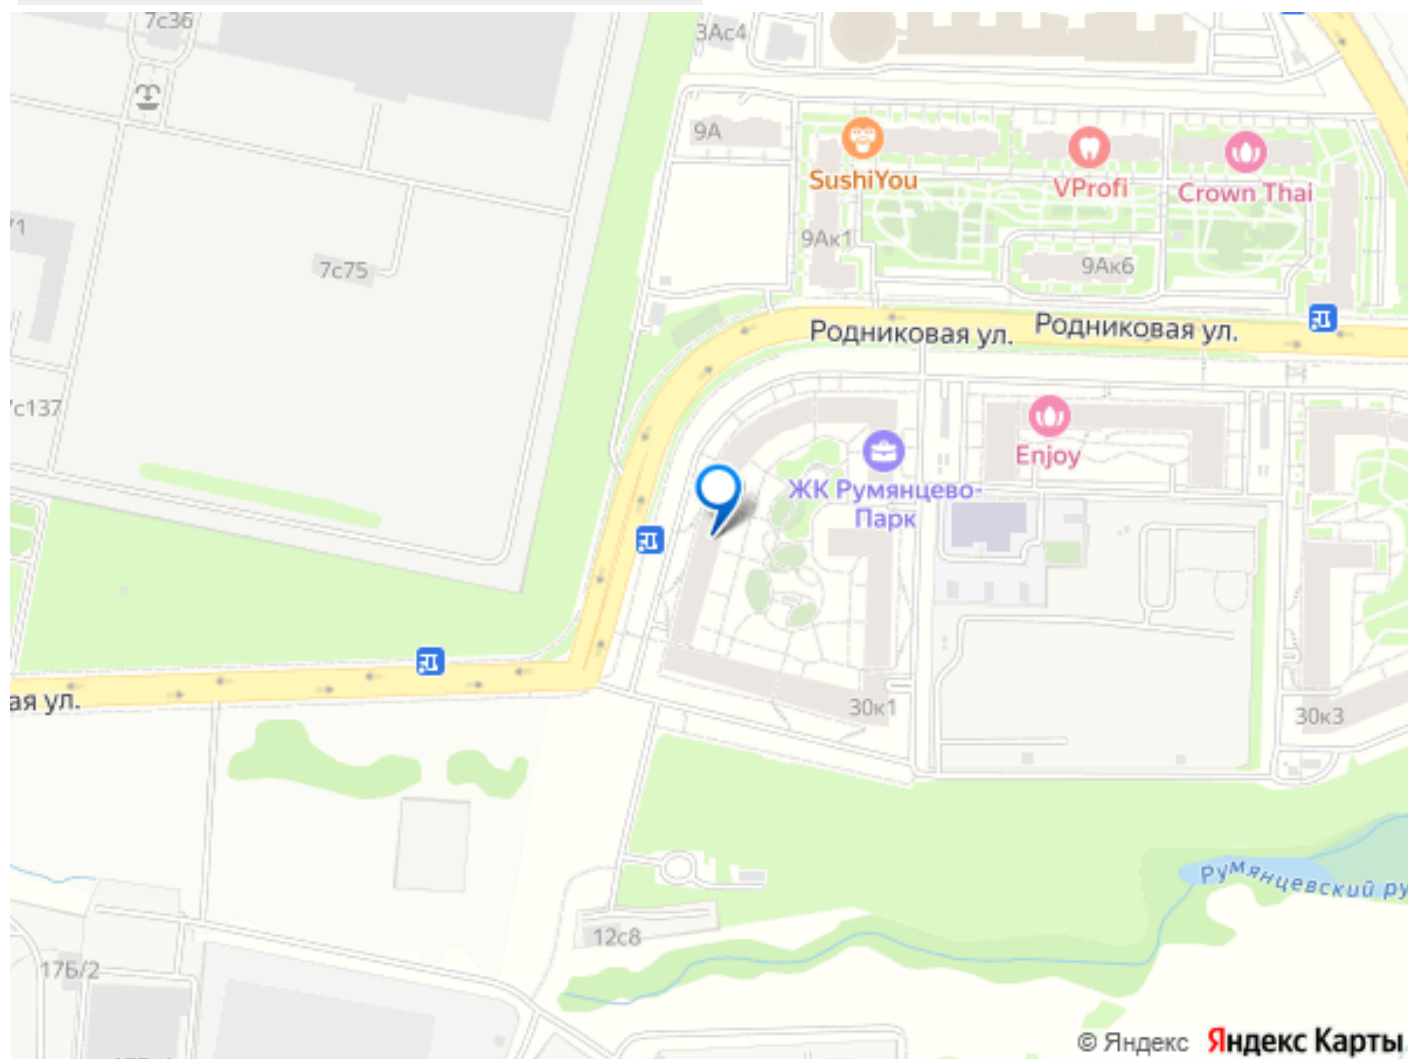 7с36
3Ас4
9А
SushiYou
VProfi
Crown Thai
/1
9Ак1
7с75
9Ак6
Родниковая ул.
Родниковая ул.
с137
Enjoy
ЖК Румянцево-
Парк
ая ул.
30к1
30к3
Румянцевский ру
12с8
17Б/2
© Яндекс Яндекс Карты